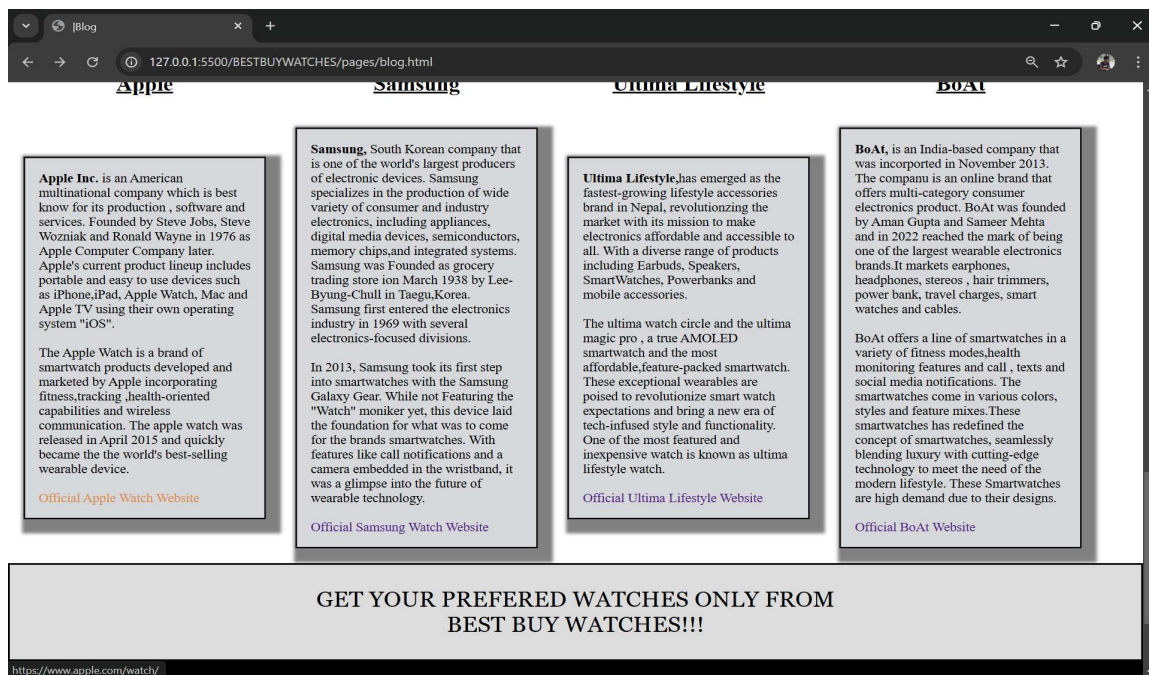 |Blog
127.0.0.1:5500/BESTBUYWATCHES/pages/blog.html
Apple
Samsung
Ultima Lifestyle
BoAt
Apple Inc. is an American
multinational company which is best
know for its production , software and
services. Founded by Steve Jobs, Steve
Wozniak and Ronald Wayne in 1976 as
Apple Computer Company later.
Apple's current product lineup includes
portable and easy to use devices such
as iPhone,iPad, Apple Watch, Mac and
Apple TV using their own operating
system "iOS".
The Apple Watch is a brand of
smartwatch products developed and
marketed by Apple incorporating
fitness,tracking ,health-oriented
capabilities and wireless
communication. The apple watch was
released in April 2015 and quickly
became the the world's best-selling
wearable device.
Official Apple Watch Website
Samsung, South Korean company that
is one of the world's largest producers
of electronic devices. Samsung
specializes in the production of wide
variety of consumer and industry
electronics, including appliances,
digital media devices, semiconductors,
memory chips,and integrated systems.
Samsung was Founded as grocery
trading store ion March 1938 by Lee-
Byung-Chull in Taegu,Korea.
Samsung first entered the electronics
industry in 1969 with several
electronics-focused divisions.
In 2013, Samsung took its first step
into smartwatches with the Samsung
Galaxy Gear. While not Featuring the
"Watch" moniker yet, this device laid
the foundation for what was to come
for the brands smartwatches. With
features like call notifications and a
camera embedded in the wristband, it
was a glimpse into the future of
wearable technology.
Official Samsung Watch Website
Ultima Lifestyle,has emerged as the
fastest-growing lifestyle accessories
brand in Nepal, revolutionzing the
market with its mission to make
electronics affordable and accessible to
all. With a diverse range of products
including Earbuds, Speakers,
SmartWatches, Powerbanks and
mobile accessories.
The ultima watch circle and the ultima
magic pro , a true AMOLED
smartwatch and the most
affordable,feature-packed smartwatch.
These exceptional wearables are
poised to revolutionize smart watch
expectations and bring a new era of
tech-infused style and functionality.
One of the most featured and
inexpensive watch is known as ultima
lifestyle watch.
Official Ultima Lifestyle Website
BoAt, is an India-based company that
was incorported in November 2013.
The companu is an online brand that
offers multi-category consumer
electronics product. BoAt was founded
by Aman Gupta and Sameer Mehta
and in 2022 reached the mark of being
one of the largest wearable electronics
brands.It markets earphones,
headphones, stereos , hair trimmers,
power bank, travel charges, smart
watches and cables.
BoAt offers a line of smartwatches in a
variety of fitness modes,health
monitoring features and call , texts and
social media notifications. The
smartwatches come in various colors,
styles and feature mixes.These
smartwatches has redefined the
concept of smartwatches, seamlessly
blending luxury with cutting-edge
technology to meet the need of the
modern lifestyle. These Smartwatches
are high demand due to their designs.
Official BoAt Website
GET YOUR PREFERED WATCHES ONLY FROM
BEST BUY WATCHES!!!
https://www.apple.com/watch/